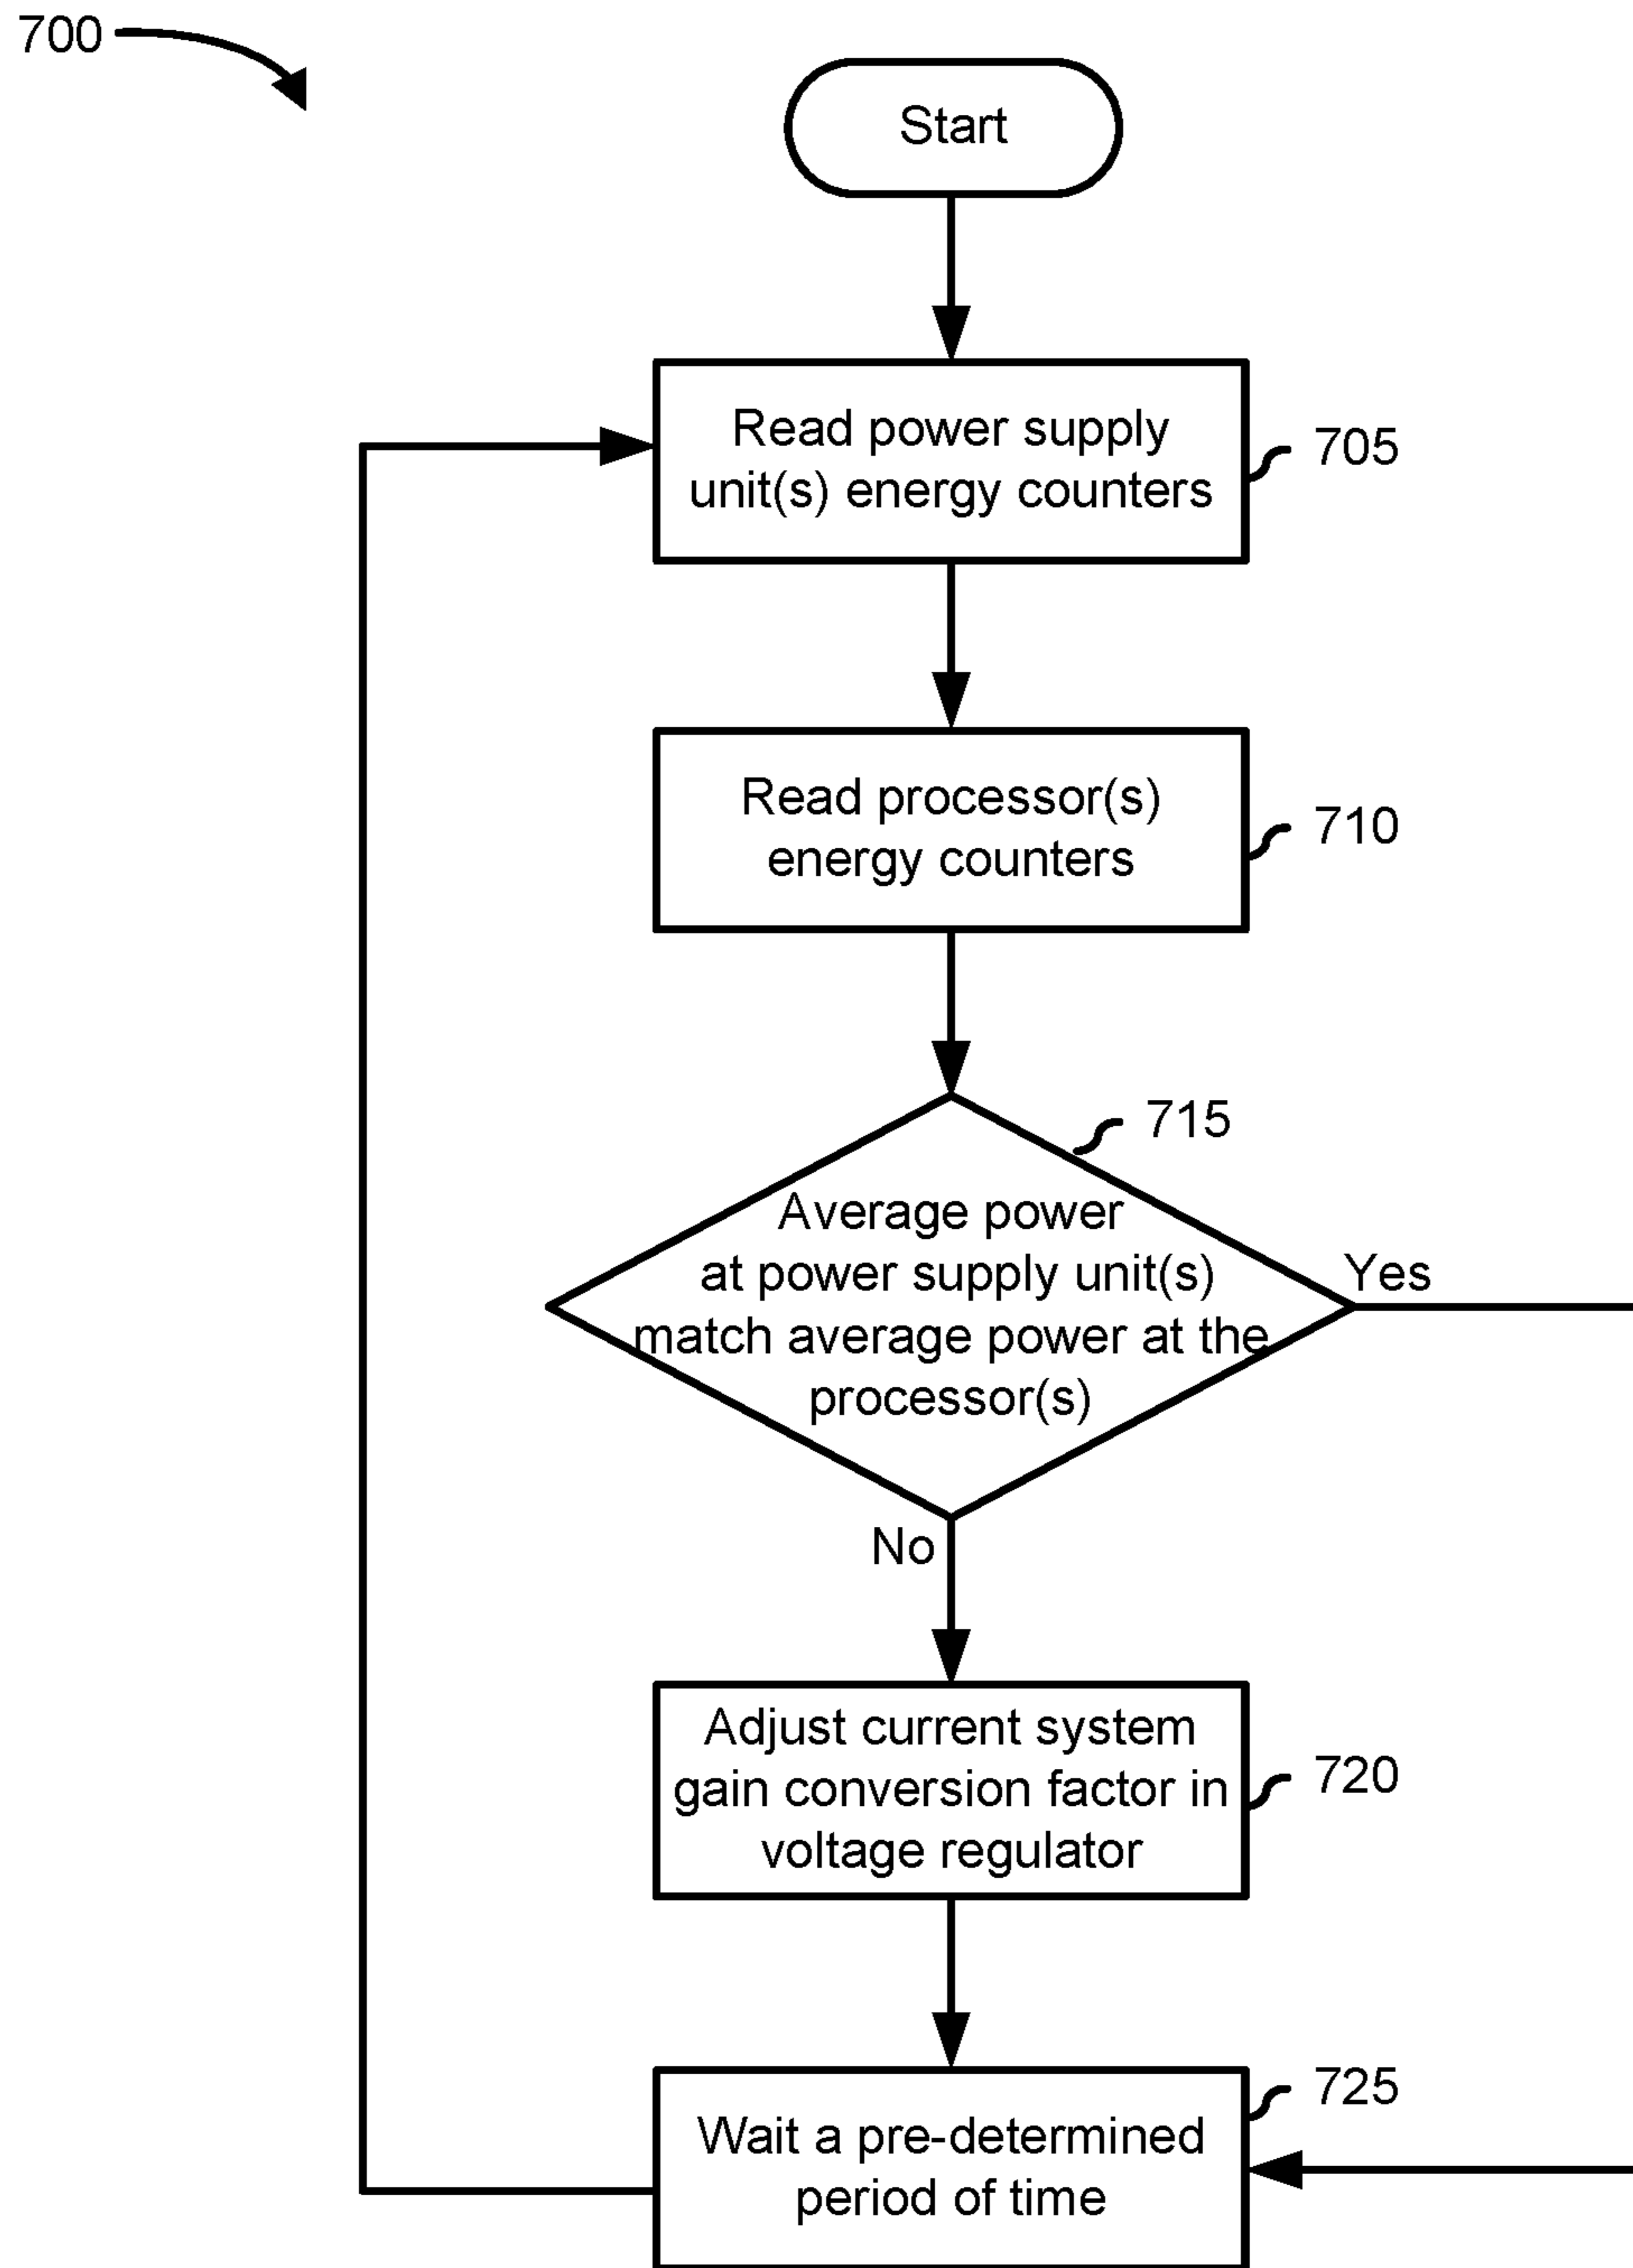 700
Start
Read power supply
unit(s) energy counters
705
Read processor(s)
energy counters
710
715
Average power
at power supply unit(s)
match average power at the
processor(s)
Yes
No
Adjust current system
gain conversion factor in
voltage regulator
720
725
Wait a pre-determined
period of time